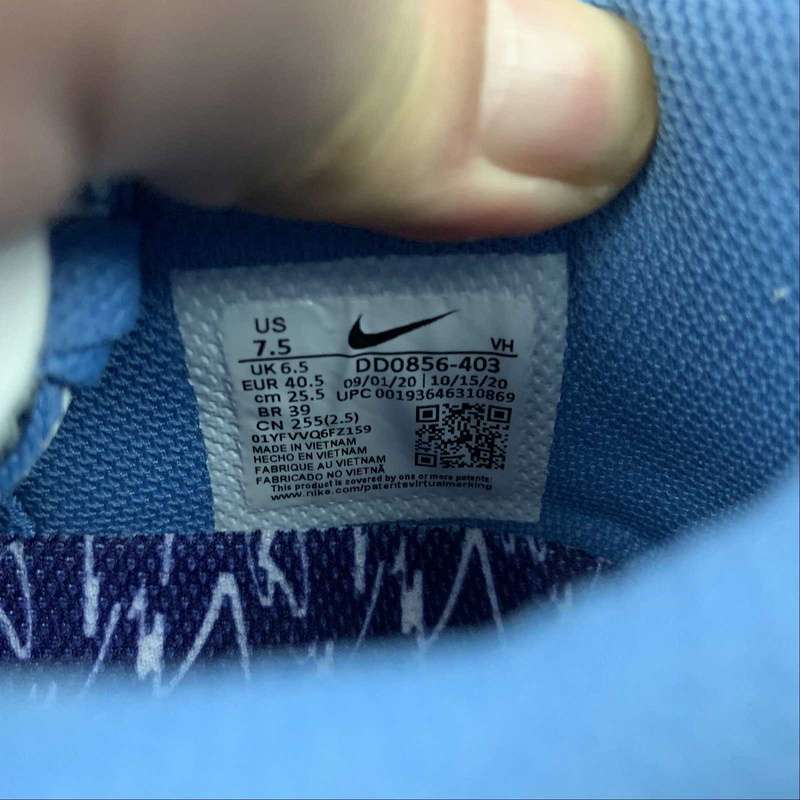 US
7.5 VH
UK 6.5 DD0856-403
EUR 40.5 09/01/20 | 10/15/20
cm 25.5 UPC 00193646310869
BR 39
CN 255(2.5)
01YFVVQ6FZ159
MADE IN VIETNAM
HECHO EN VIETNAM
FABRIQUE AU VIETNAM
FABRICADO NO VIETNÃ
This product is covered by one or more patents:
www.nike.com/patentsvirtualmarking